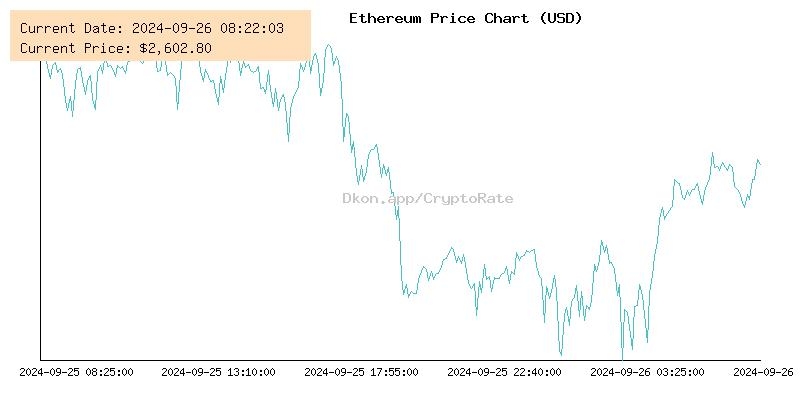 Ethereum Price Chart (USD)
Current Date: 2024-09-26 08:22:03
Current Price: $2,602.80
Dkon.app/CryptoRate
2024-09-25 08:25:00 2024-09-25 13:10:00 2024-09-25 17:55:00 2024-09-25 22:40:00 2024-09-26 03:25:00 2024-09-26